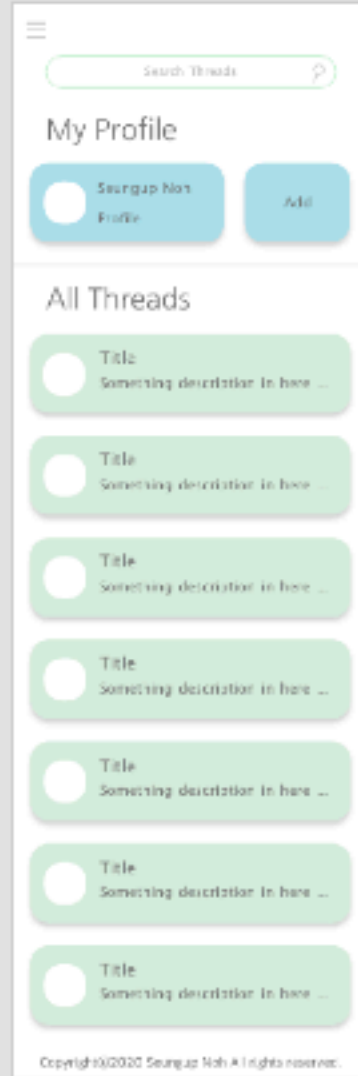 Search Threads
My Profile
Seungup Noh
Profile
Add
All Threads
Title
Something description in here ...
Title
Something description in here ...
Title
Something description in here ...
Title
Something description in here ...
Title
Something description in here ...
Title
Something description in here ...
Title
Something description in here ...
Copyright@2020 Seungup Noh All rights reserved.